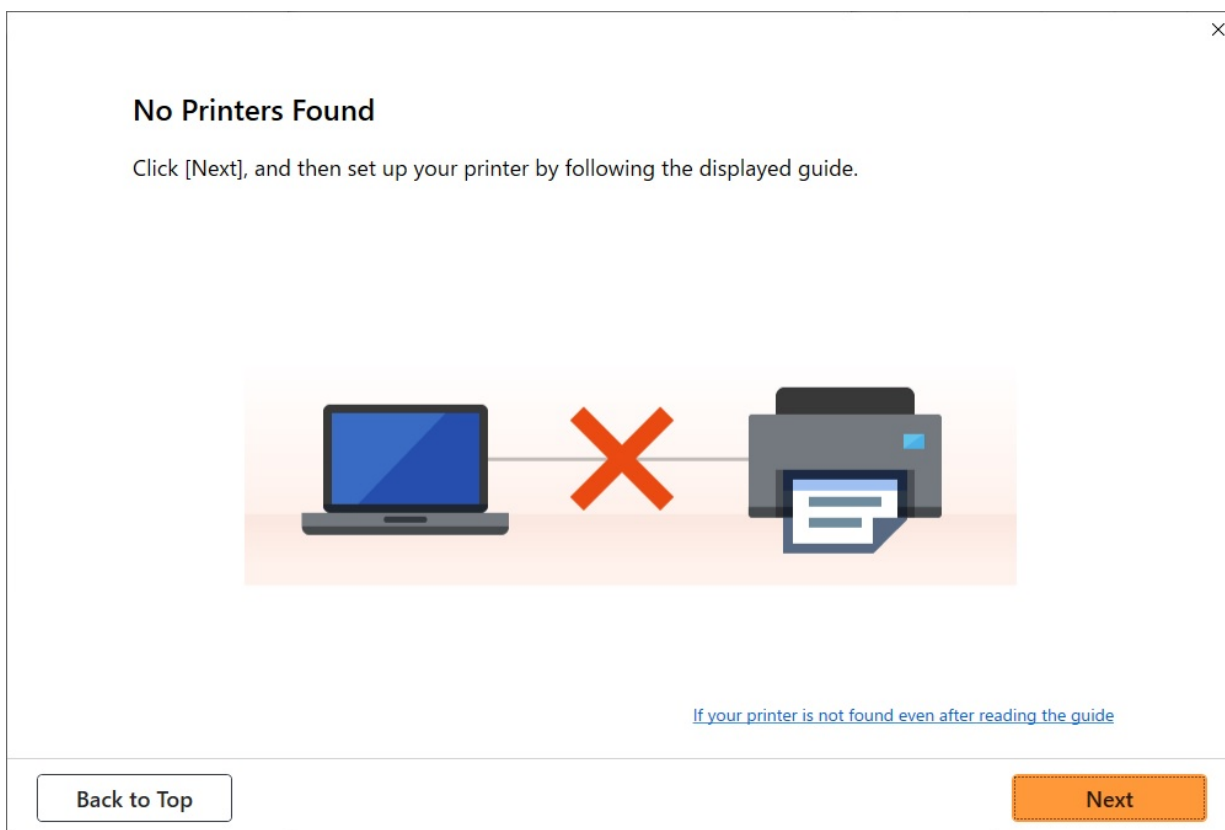 No Printers Found
Click [Next], and then set up your printer by following the displayed guide.
If your printer is not found even after reading the guide
Back to Top
Next